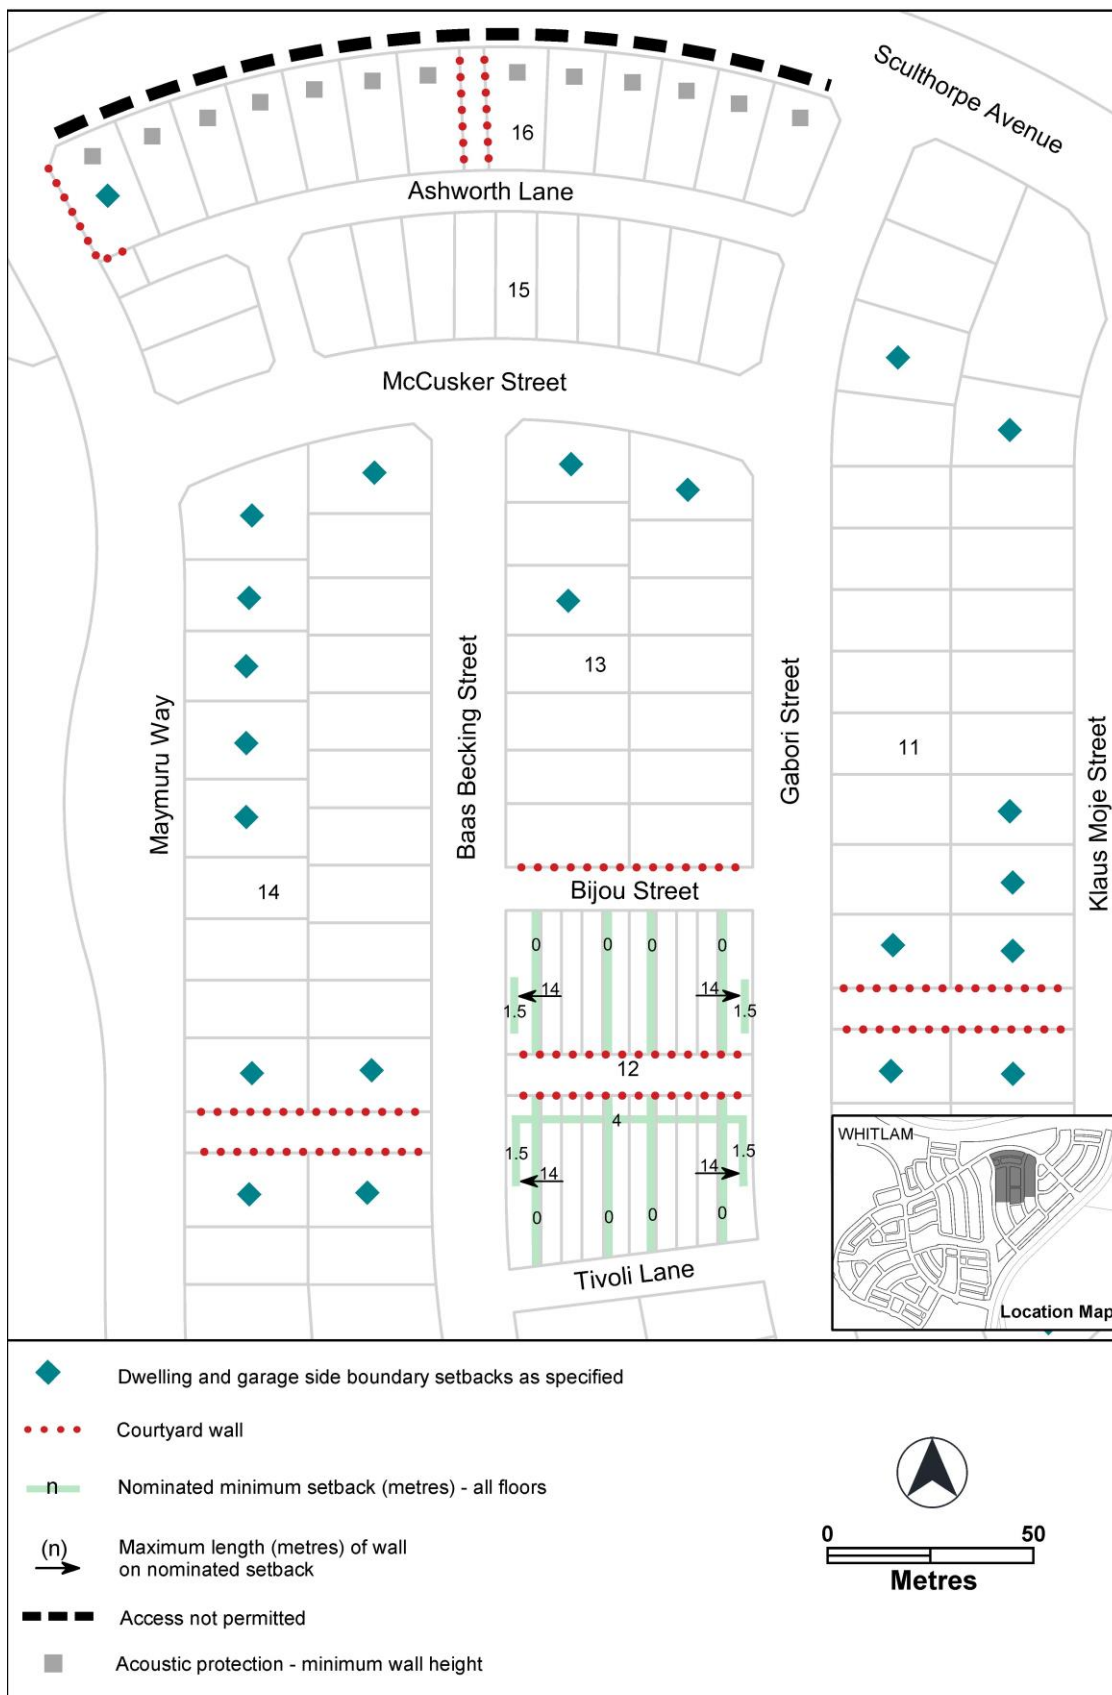 Sculthorpe Avenue
16
Ashworth Lane
15
McCusker Street
13
Maymuru Way
Baas Becking Street
Gabori Street
11
Klaus Moje Street
14
Bijou Street
0 0 0 0
14 14
1.5 1.5
12
4
1.5 1.5
14 14
0 0 0 0
Tivoli Lane
WHITLAM
Location Map
Dwelling and garage side boundary setbacks as specified
Courtyard wall
n Nominated minimum setback (metres) - all floors
(n) Maximum length (metres) of wall
on nominated setback
Access not permitted
Acoustic protection - minimum wall height
0 50
Metres